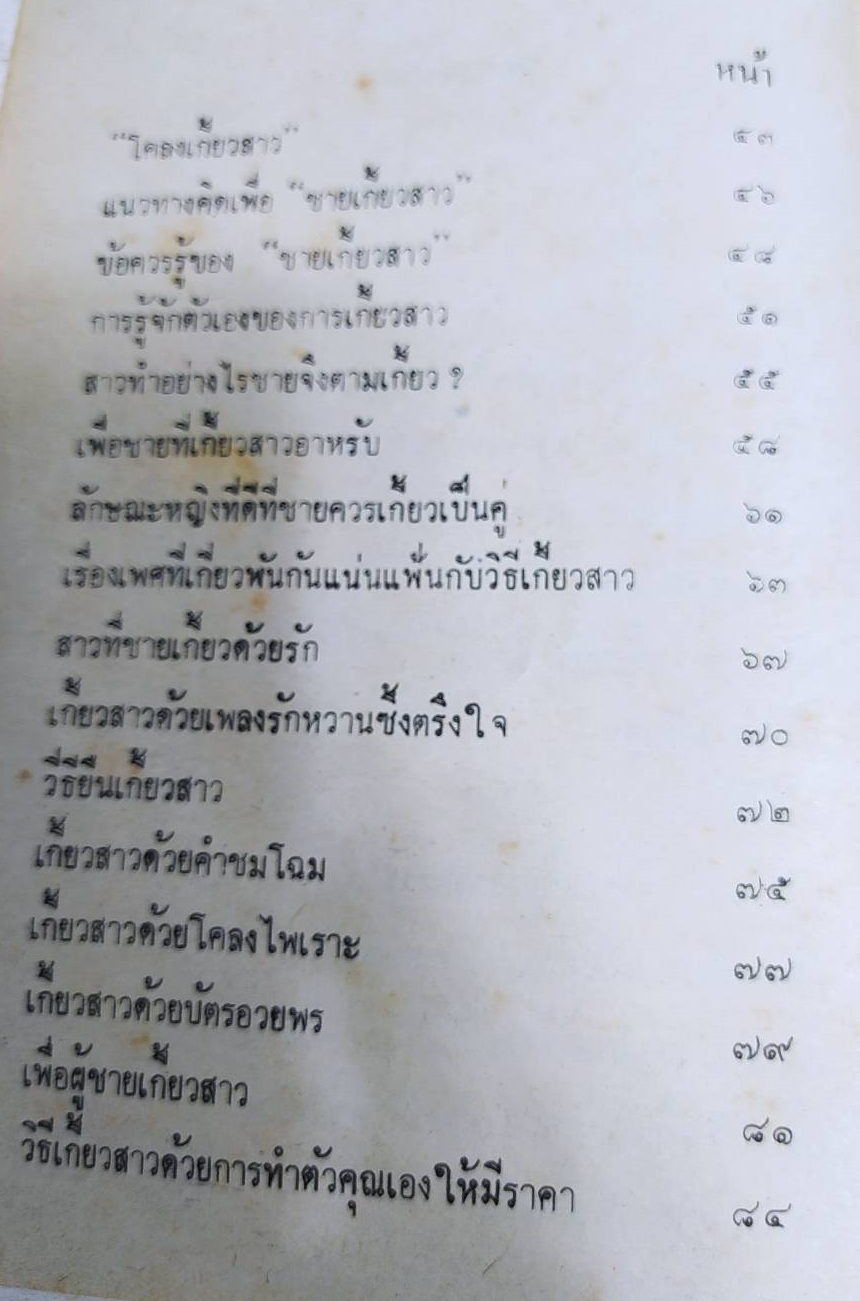 หน้า
“โคลงเกี้ยวสาว” ๔๓
แนวทางคิดเพื่อ “ชายเกี้ยวสาว” ๔๖
ข้อควรรู้ของ “ชายเกี้ยวสาว” ๔๘
การรู้จักตัวเองของการเกี้ยวสาว ๕๑
สาวทำอย่างไรชายจึงตามเกี้ยว ? ๕๕
เพื่อชายที่เกี้ยวสาวอาหรับ ๕๘
ลักษณะหญิงที่ดีที่ชายควรเกี้ยวเป็นคู่ ๖๑
เรื่องเพศที่เกี่ยวพันกันแน่นแฟ้นกับวิธีเกี้ยวสาว ๖๓
สาวที่ชายเกี้ยวด้วยรัก ๖๗
เกี้ยวสาวด้วยเพลงรักหวานซึ้งตรึงใจ ๗๐
วิธียืนเกี้ยวสาว ๗๒
เกี้ยวสาวด้วยคำชมโฉม ๗๕
เกี้ยวสาวด้วยโคลงไพเราะ ๗๗
เกี้ยวสาวด้วยบัตรอวยพร ๗๙
เพื่อผู้ชายเกี้ยวสาว ๘๑
วิธีเกี้ยวสาวด้วยการทำตัวคุณเองให้มีราคา ๘๔